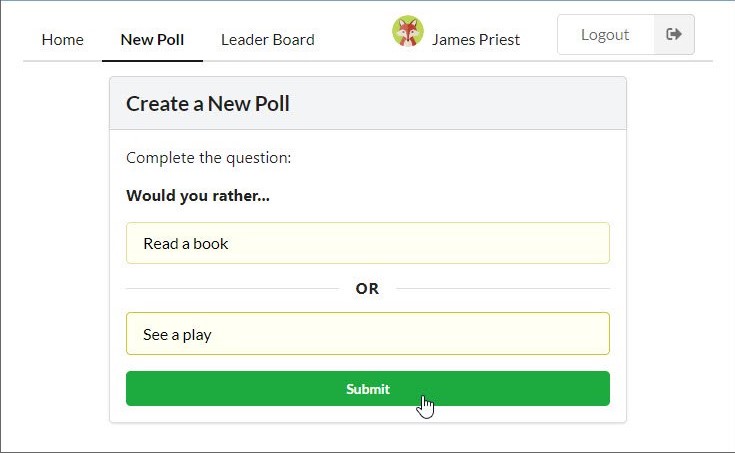 Home New Poll Leader Board James Priest Logout
Create a New Poll
Complete the question:
Would you rather...
Read a book
OR
See a play
Submit